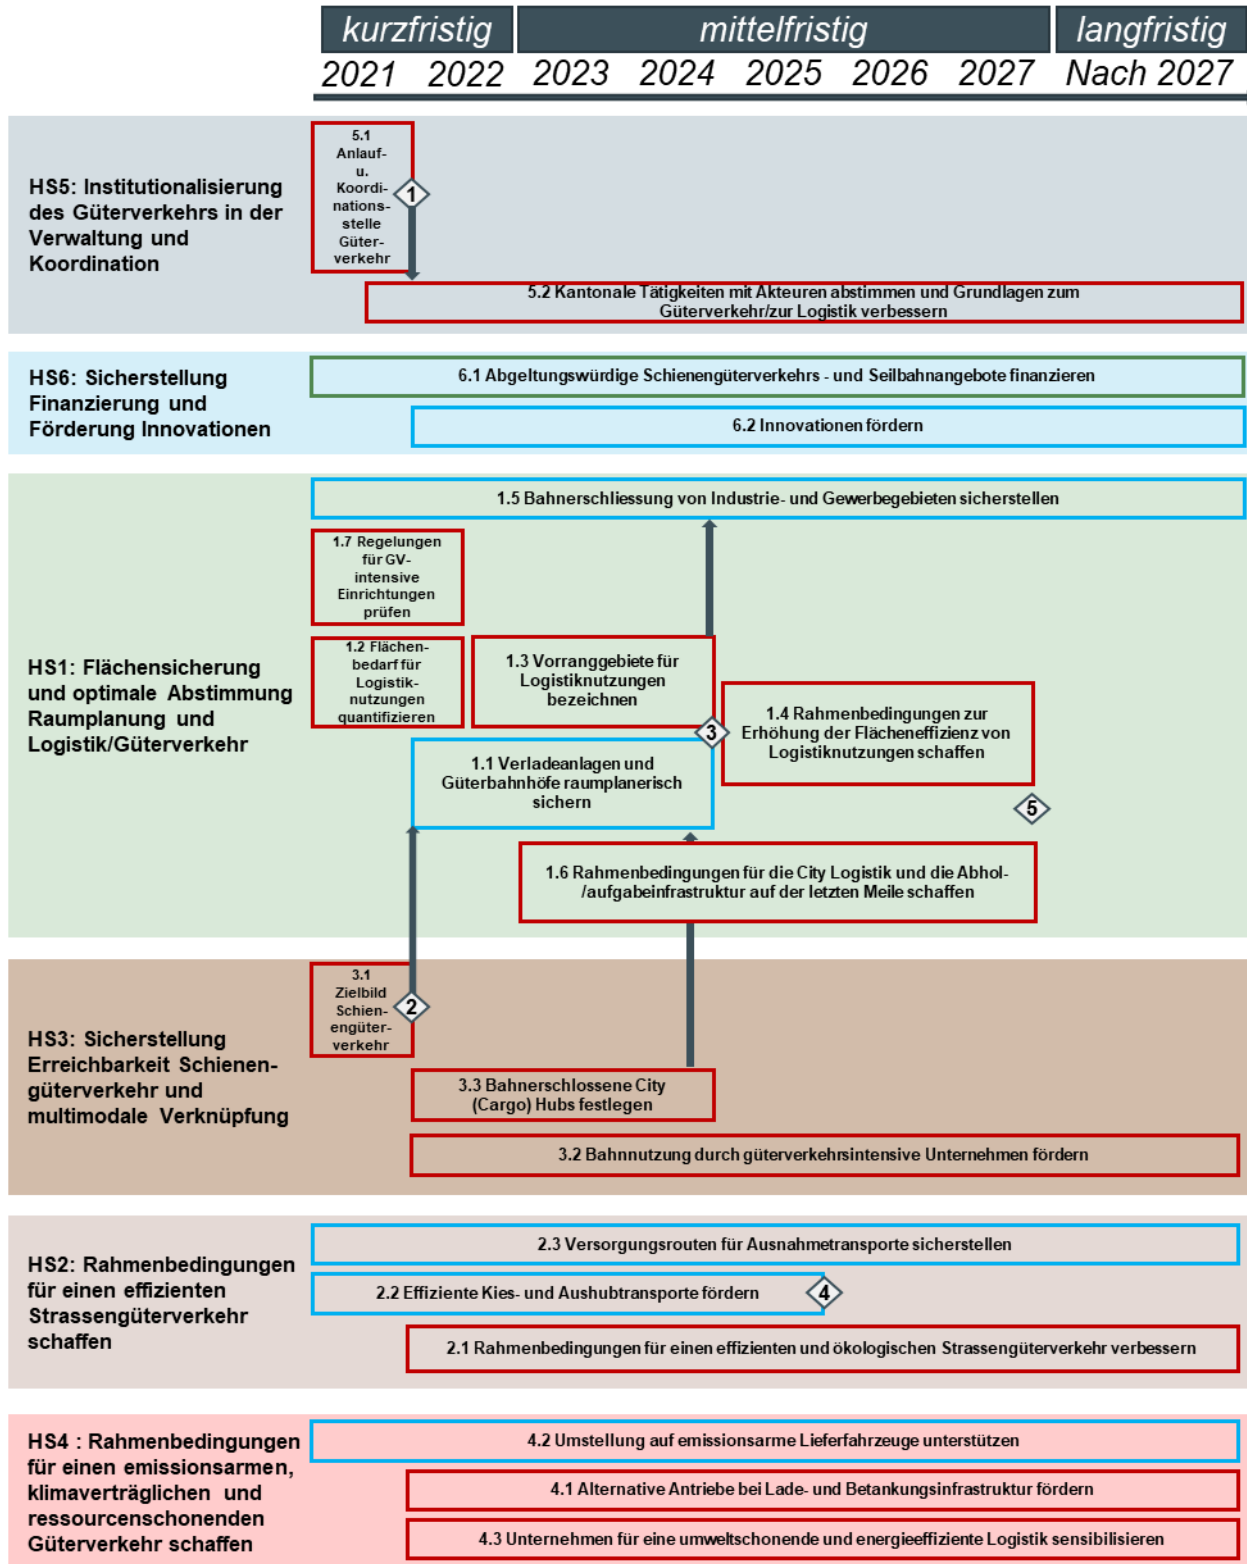 kurzfristig mittelfristig langfristig
2021 2022 2023 2024 2025 2026 2027 Nach 2027
HS5: Institutionalisierung
des Güterverkehrs in der
Verwaltung und
Koordination
5.1
Anlauf-
u.
Koordi-
nations-
stelle
Güter-
verkehr
1
5.2 Kantonale Tätigkeiten mit Akteuren abstimmen und Grundlagen zum
Güterverkehr/zur Logistik verbessern
HS6: Sicherstellung
Finanzierung und
Förderung Innovationen
6.1 Abgeltungswürdige Schienengüterverkehrs - und Seilbahnangebote finanzieren
6.2 Innovationen fördern
HS1: Flächensicherung
und optimale Abstimmung
Raumplanung und
Logistik/Güterverkehr
1.5 Bahnerschliessung von Industrie- und Gewerbegebieten sicherstellen
1.7 Regelungen
für GV-
intensive
Einrichtungen
prüfen
1.2 Flächen-
bedarf für
Logistik-
nutzungen
quantifizieren
1.3 Vorranggebiete für
Logistiknutzungen
bezeichnen
3
1.4 Rahmenbedingungen zur
Erhöhung der Flächeneffizienz von
Logistiknutzungen schaffen
1.1 Verladeanlagen und
Güterbahnhöfe raumplanerisch
sichern
5
1.6 Rahmenbedingungen für die City Logistik und die Abhol-
/aufgabeinfrastruktur auf der letzten Meile schaffen
HS3: Sicherstellung
Erreichbarkeit Schienen-
güterverkehr und
multimodale Verknüpfung
3.1
Zielbild
Schien-
engüter-
verkehr
2
3.3 Bahnerschlossene City
(Cargo) Hubs festlegen
3.2 Bahnnutzung durch güterverkehrsintensive Unternehmen fördern
HS2: Rahmenbedingungen
für einen effizienten
Strassengüterverkehr
schaffen
2.3 Versorgungsrouten für Ausnahmetransporte sicherstellen
2.2 Effiziente Kies- und Aushubtransporte fördern
4
2.1 Rahmenbedingungen für einen effizienten und ökologischen Strassengüterverkehr verbessern
HS4 : Rahmenbedingungen
für einen emissionsarmen,
klimaverträglichen und
ressourcenschonenden
Güterverkehr schaffen
4.2 Umstellung auf emissionsarme Lieferfahrzeuge unterstützen
4.1 Alternative Antriebe bei Lade- und Betankungsinfrastruktur fördern
4.3 Unternehmen für eine umweltschonende und energieeffiziente Logistik sensibilisieren